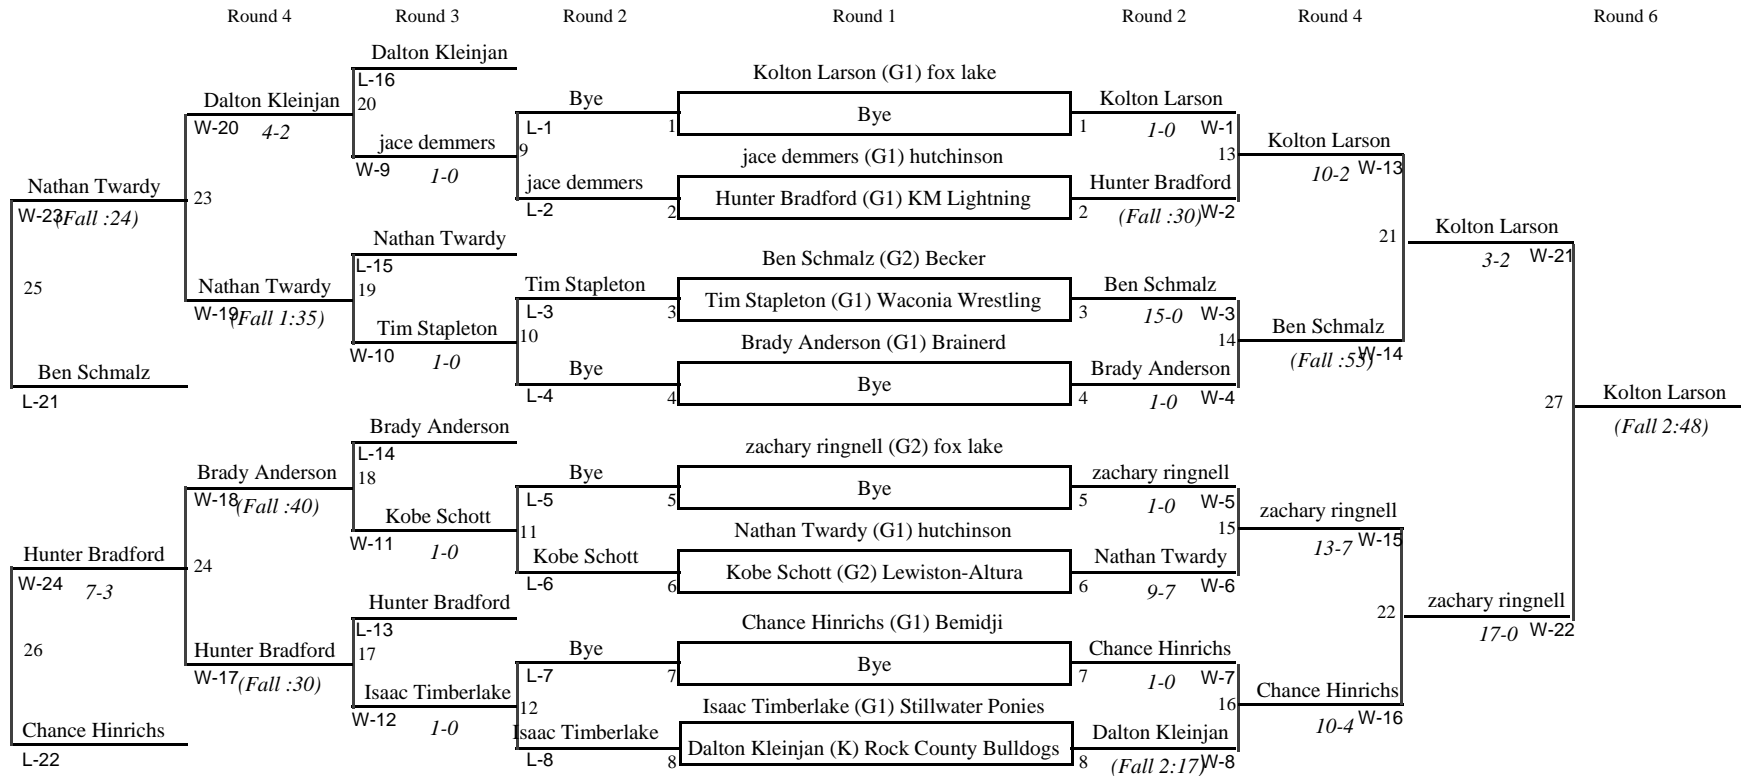 Round 4 Round 3 Round 2 Round 1 Round 2 Round 4 Round 6
Dalton Kleinjan
L-16
Kolton Larson (G1) fox lake
Dalton Kleinjan 20 Bye Kolton Larson
Bye
W-20 4-2 L-1 1 1 1-0 W-1
jace demmers 9 13 Kolton Larson
jace demmers (G1) hutchinson
W-9 1-0 10-2 W-13
Nathan Twardy jace demmers Hunter Bradford
Hunter Bradford (G1) KM Lightning
W-23 (Fall :24) 23 L-2 2 2 (Fall :30) W-2
Nathan Twardy 21 Kolton Larson
L-15 3-2 W-21
Ben Schmalz (G2) Becker
25 Nathan Twardy 19 Tim Stapleton Ben Schmalz
Tim Stapleton (G1) Waconia Wrestling
W-19 (Fall 1:35) L-3 3 3 15-0 W-3
Tim Stapleton 10 14 Ben Schmalz
Brady Anderson (G1) Brainerd
W-10 1-0 (Fall :55) W-14
Ben Schmalz Bye Brady Anderson
Bye
L-21 L-4 4 4 1-0 W-4
27 Kolton Larson
(Fall 2:48)
Brady Anderson
L-14
zachary ringnell (G2) fox lake
Brady Anderson 18 Bye zachary ringnell
Bye
W-18 (Fall :40) L-5 5 5 1-0 W-5
Kobe Schott 11 15 zachary ringnell
Nathan Twardy (G1) hutchinson
W-11 1-0 13-7 W-15
Hunter Bradford Kobe Schott Nathan Twardy
Kobe Schott (G2) Lewiston-Altura
W-24 7-3 24 L-6 6 6 9-7 W-6
Hunter Bradford 22 zachary ringnell
L-13 17-0 W-22
Chance Hinrichs (G1) Bemidji
26 Hunter Bradford 17 Bye Chance Hinrichs
Bye
W-17 (Fall :30) L-7 7 7 1-0 W-7
Isaac Timberlake 12 16 Chance Hinrichs
Isaac Timberlake (G1) Stillwater Ponies
W-12 1-0 10-4 W-16
Chance Hinrichs Isaac Timberlake Dalton Kleinjan
Dalton Kleinjan (K) Rock County Bulldogs
L-22 L-8 8 8 (Fall 2:17) W-8